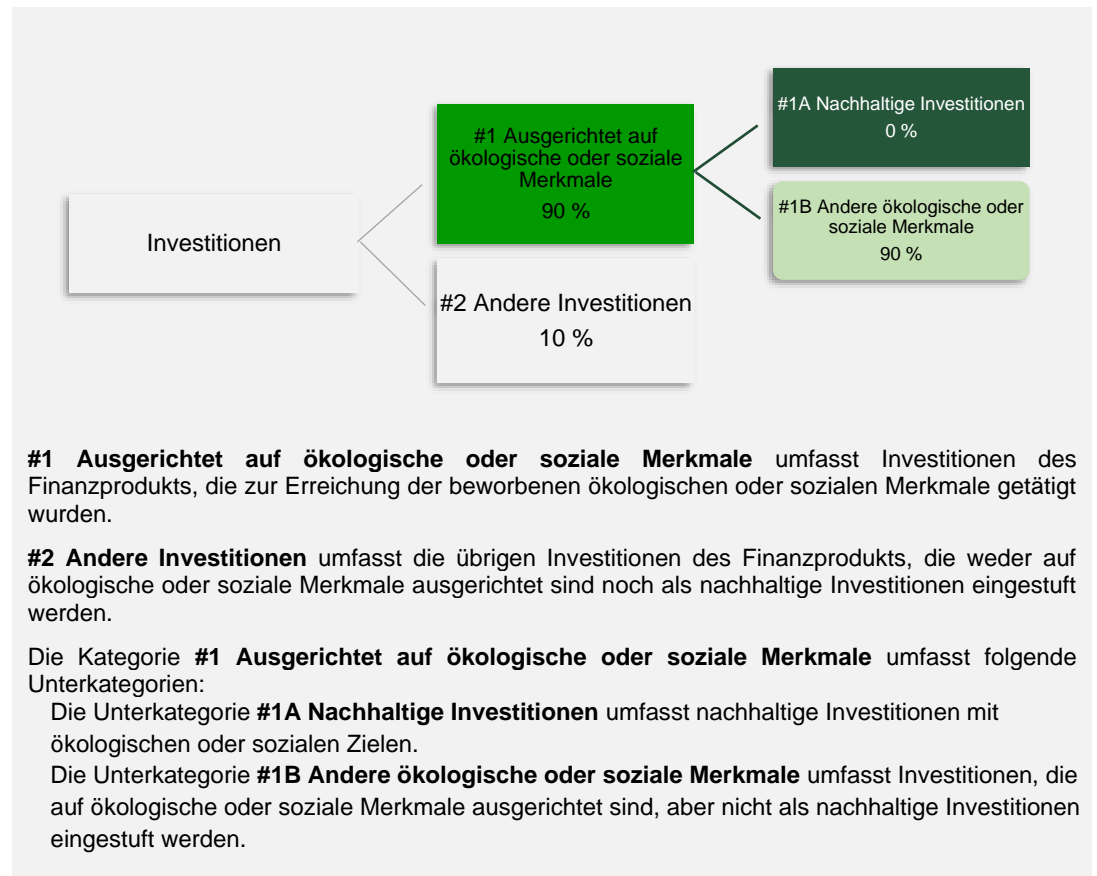 #1A Nachhaltige Investitionen
0 %
#1 Ausgerichtet auf
ökologische oder soziale
Merkmale
90 %
#1B Andere ökologische oder
soziale Merkmale
90 %
Investitionen
#2 Andere Investitionen
10 %
#1 Ausgerichtet auf ökologische oder soziale Merkmale umfasst Investitionen des
Finanzprodukts, die zur Erreichung der beworbenen ökologischen oder sozialen Merkmale getätigt
wurden.
#2 Andere Investitionen umfasst die übrigen Investitionen des Finanzprodukts, die weder auf
ökologische oder soziale Merkmale ausgerichtet sind noch als nachhaltige Investitionen eingestuft
werden.
Die Kategorie #1 Ausgerichtet auf ökologische oder soziale Merkmale umfasst folgende
Unterkategorien:
Die Unterkategorie #1A Nachhaltige Investitionen umfasst nachhaltige Investitionen mit
ökologischen oder sozialen Zielen.
Die Unterkategorie #1B Andere ökologische oder soziale Merkmale umfasst Investitionen, die
auf ökologische oder soziale Merkmale ausgerichtet sind, aber nicht als nachhaltige Investitionen
eingestuft werden.